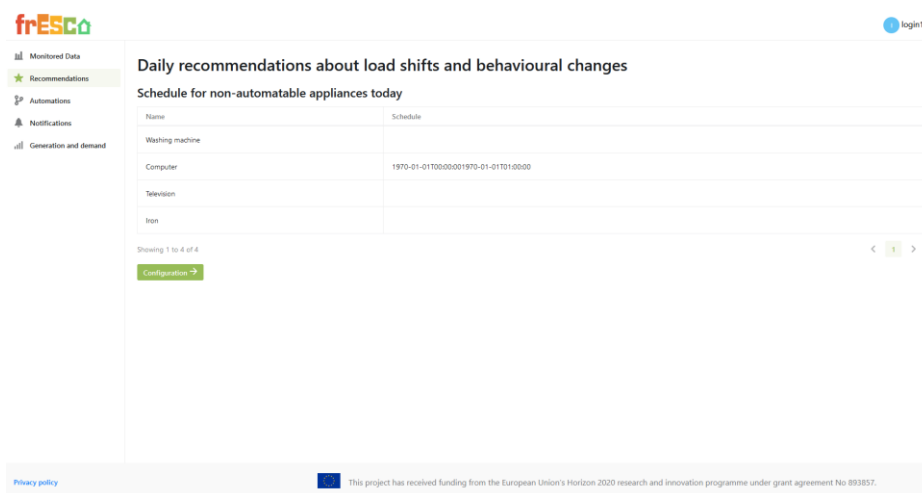 frESCO
login1
Monitored Data
Recommendations
Automations
Notifications
Generation and demand
Daily recommendations about load shifts and behavioural changes
Schedule for non-automatable appliances today
Name Schedule
Washing machine
Computer 1970-01-01T00:00:001970-01-01T01:00:00
Television
Iron
Showing 1 to 4 of 4
< 1 >
Configuration →
Privacy policy
This project has received funding from the European Union's Horizon 2020 research and innovation programme under grant agreement No 893857.